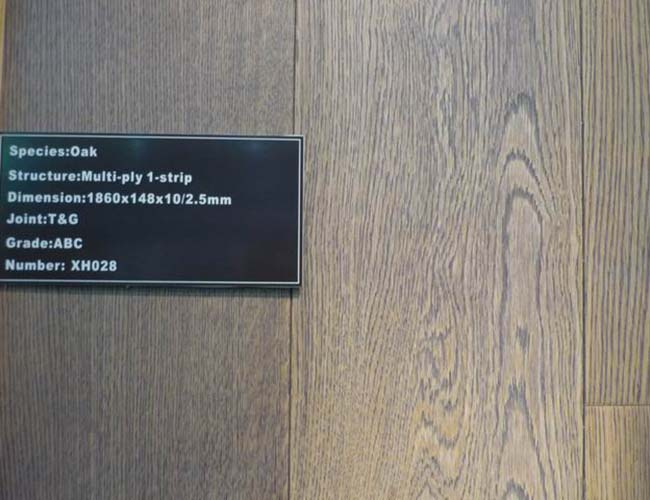 Species:Oak
Structure:Multi-ply 1-strip
Dimension:1860x148x10/2.5mm
Joint:T&G
Grade:ABC
Number: XH028